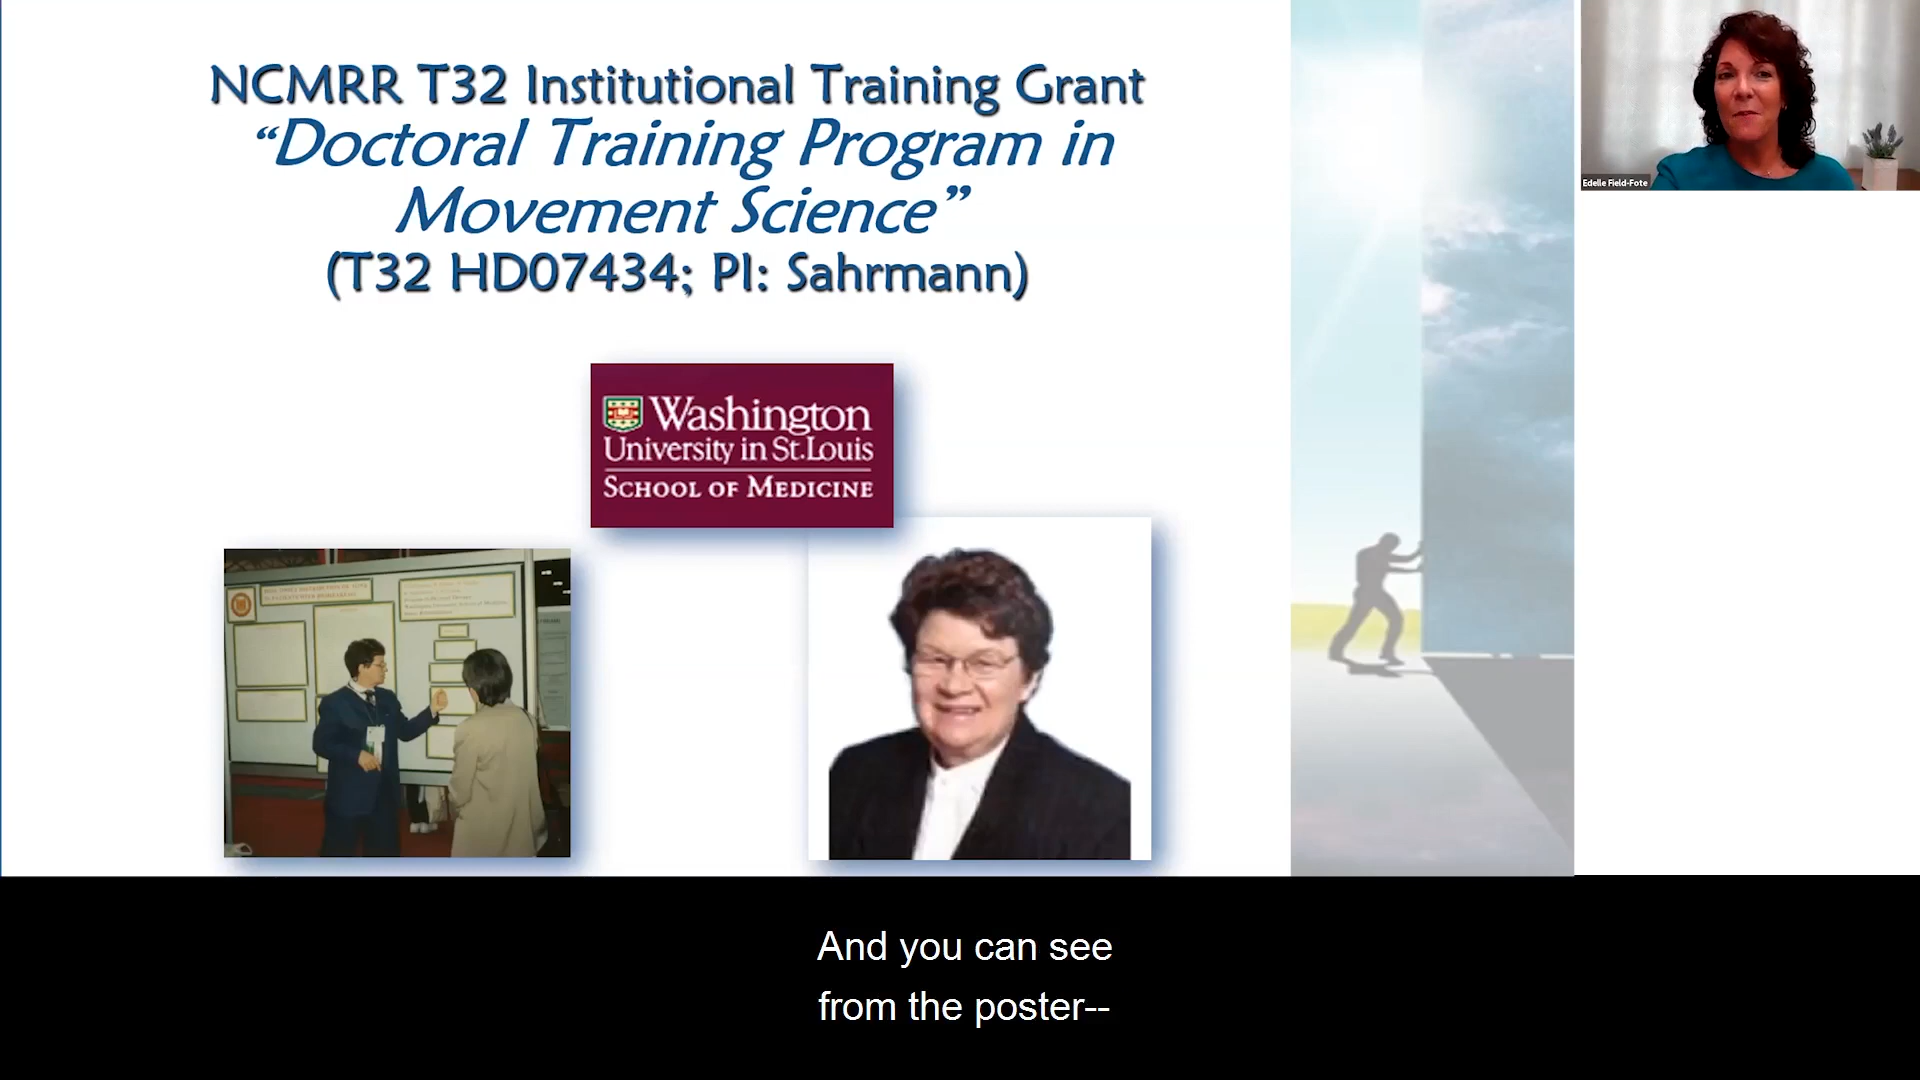 NCMRR T32 Institutional Training Grant
“Doctoral Training Program in
Movement Science”
(T32 HD07434; PI: Sahrmann)
Edelle Field-Fote
Washington
University in St. Louis
SCHOOL OF MEDICINE
And you can see
from the poster--